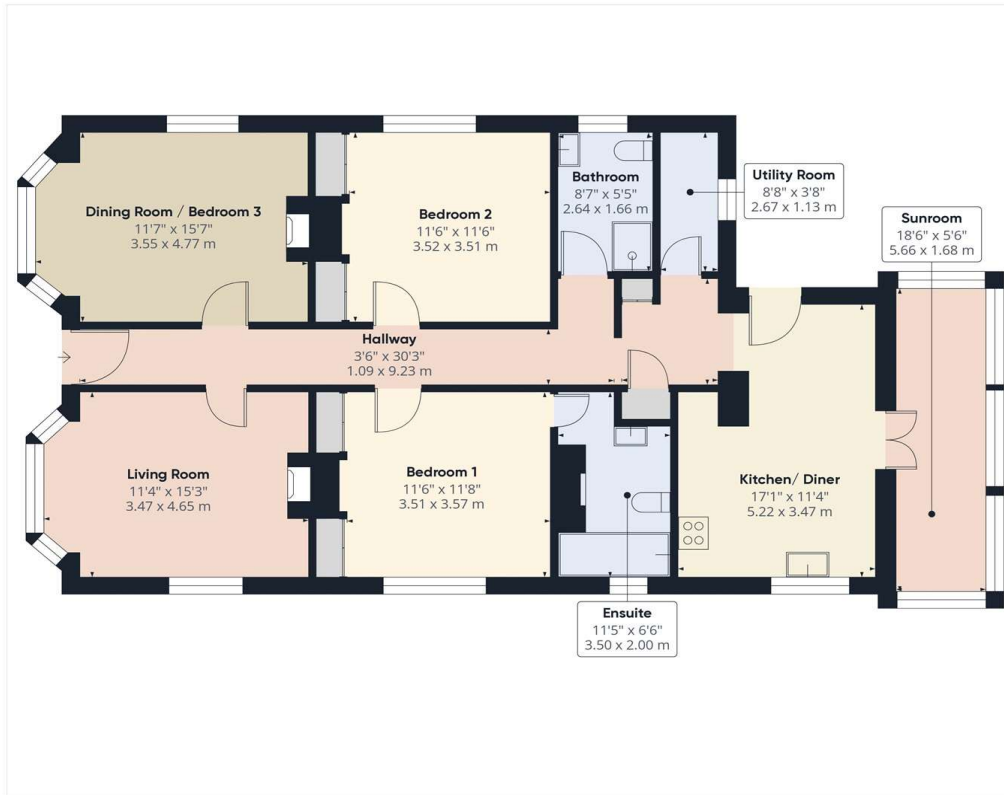 Dining Room / Bedroom 3
11'7" x 15'7"
3.55 x 4.77 m
Bedroom 2
11'6" x 11'6"
3.52 x 3.51 m
Bathroom
8'7" x 5'5"
2.64 x 1.66 m
Utility Room
8'8" x 3'8"
2.67 x 1.13 m
Sunroom
18'6" x 5'6"
5.66 x 1.68 m
Hallway
3'6" x 30'3"
1.09 x 9.23 m
Living Room
11'4" x 15'3"
3.47 x 4.65 m
Bedroom 1
11'6" x 11'8"
3.51 x 3.57 m
Kitchen/ Diner
17'1" x 11'4"
5.22 x 3.47 m
Ensuite
11'5" x 6'6"
3.50 x 2.00 m